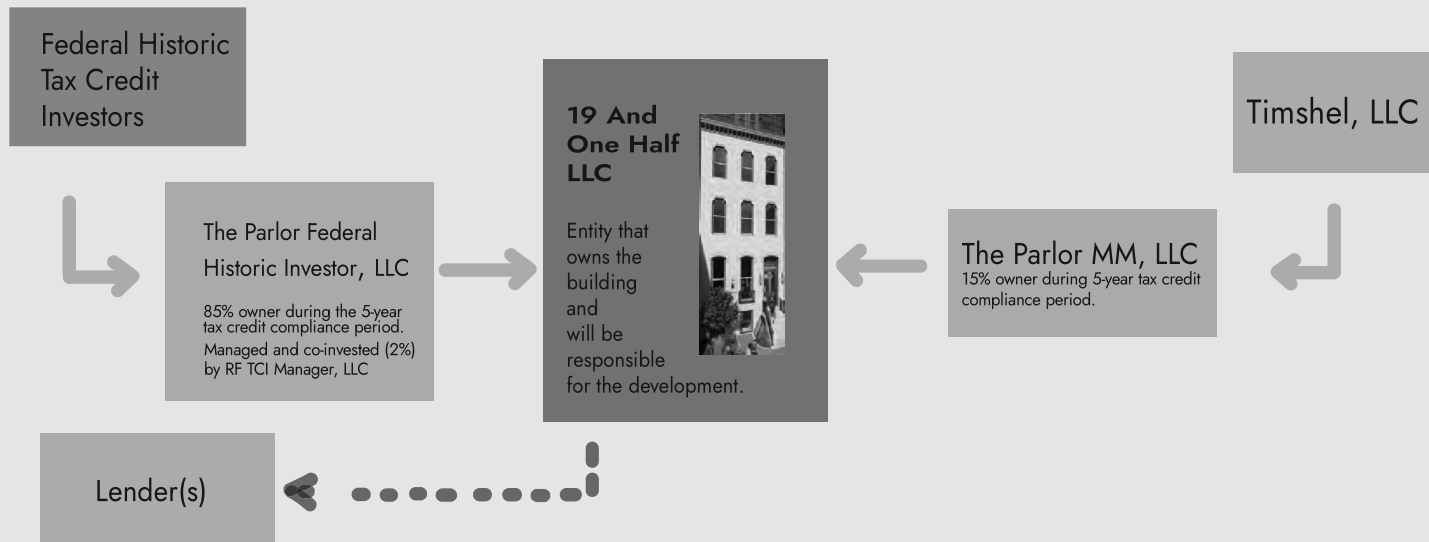 Federal Historic
Tax Credit
Investors
The Parlor Federal
Historic Investor, LLC
85% owner during the 5-year
tax credit compliance period.
Managed and co-invested (2%)
by RF TCI Manager, LLC
19 And
One Half
LLC
Entity that
owns the
building
and
will be
responsible
for the development.
Timshel, LLC
The Parlor MM, LLC
15% owner during 5-year tax credit
compliance period.
Lender(s)